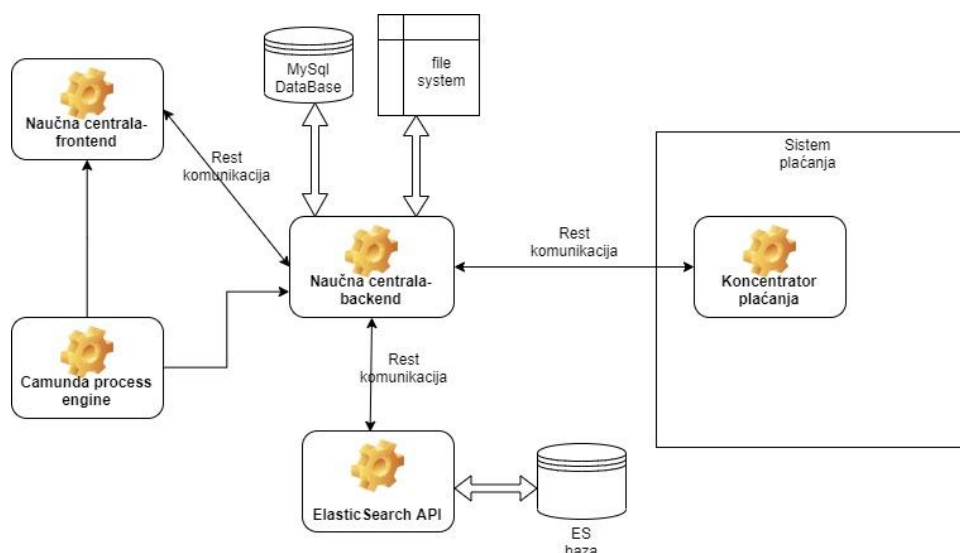 MySql
DataBase
file
system
Naučna centrala-
frontend
Rest
komunikacija
Sistem
plaćanja
Rest
komunikacija
Naučna centrala-
backend
Koncentrator
plaćanja
Camunda process
engine
Rest
komunikacija
ElasticSearch API
ES
baza